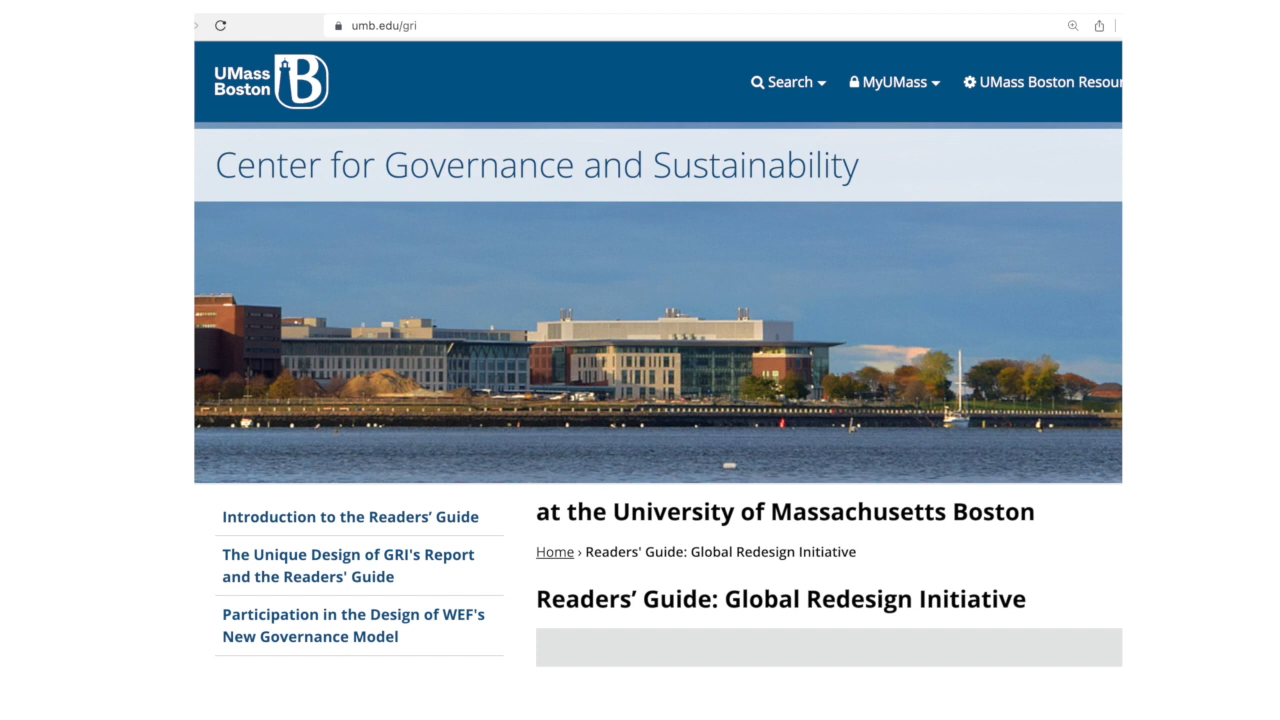 umb.edu/gri
UMass
Boston
B
Search
MyUMass
UMass Boston Resour
Center for Governance and Sustainability
Introduction to the Readers’ Guide
The Unique Design of GRI's Report
and the Readers' Guide
Participation in the Design of WEF's
New Governance Model
at the University of Massachusetts Boston
Home › Readers' Guide: Global Redesign Initiative
Readers’ Guide: Global Redesign Initiative